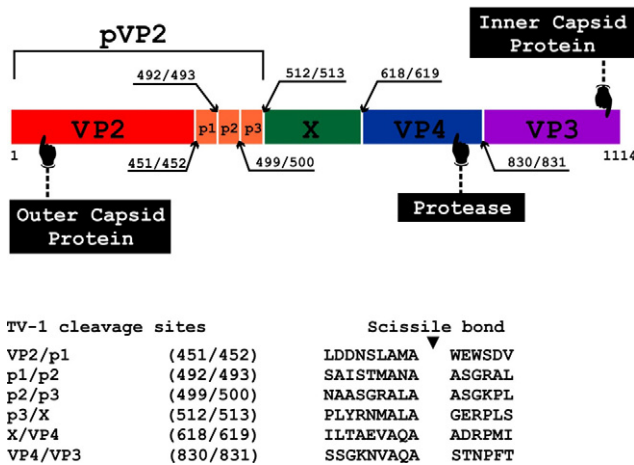 Inner Capsid
Protein
pVP2
492/493
512/513
618/619
VP2
p1
p2
p3
X
VP4
VP3
1
1114
451/452
499/500
830/831
Outer Capsid
Protein
Protease
TV-1 cleavage sites Scissile bond
VP2/p1 (451/452) LDDNSLAMA WEWSDV
p1/p2 (492/493) SAISTMANA ASGRAL
p2/p3 (499/500) NAASGRALA ASGKPL
p3/X (512/513) PLYRNMALA GERPLS
X/VP4 (618/619) ILTAEVAQA ADRPMI
VP4/VP3 (830/831) SSGKNVAQA STNPFT